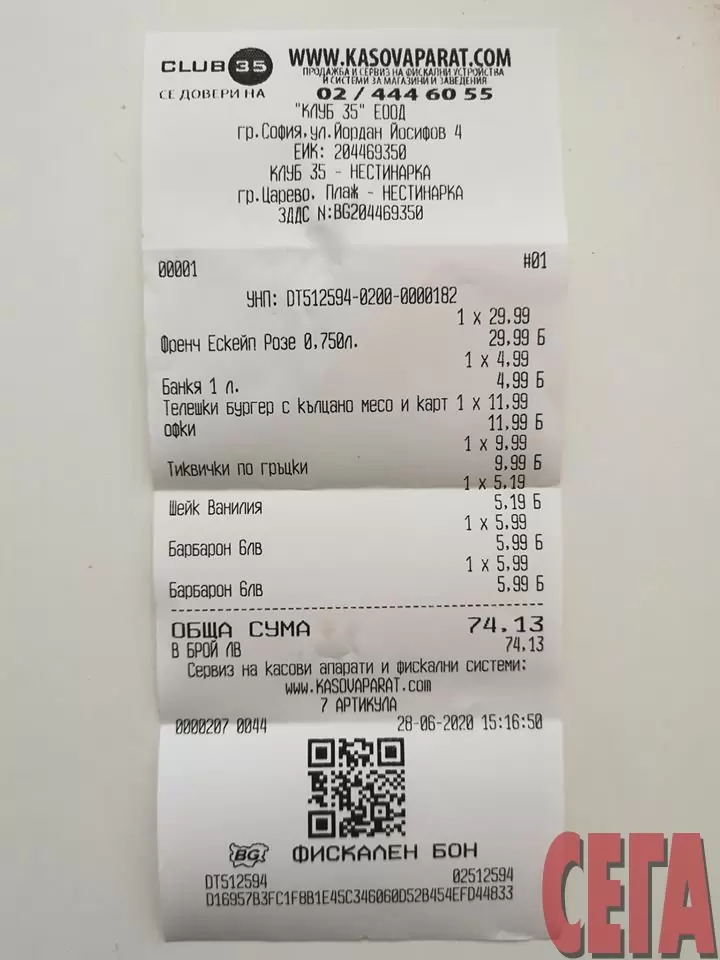 CLUB 35
WWW.KASOVAPARAT.COM
ПРОДАЖБА И СЕРВИЗ НА ФИСКАЛНИ УСТРОЙСТВА
И СИСТЕМИ ЗА МАГАЗИНИ И ЗАВЕДЕНИЯ
СЕ ДОВЕРИ НА
02 / 444 60 55
"КЛУБ 35" ЕООД
гр.София,ул.Йордан Йосифов 4
ЕИК: 204469350
КЛУБ 35 - НЕСТИНАРКА
гр.Царево, Плаж - НЕСТИНАРКА
ЗДДС N:BG204469350
00001 #01
УНП: DT512594-0200-0000182
1 x 29,99
Френч Ескейп Розе 0,750л. 29,99 Б
1 x 4,99
Банкя 1 л. 4,99 Б
Телешки бургер с кълцано месо и карт 1 x 11,99
офки 11,99 Б
1 x 9,99
Тиквички по гръцки 9,99 Б
1 x 5,19
Шейк Ванилия 5,19 Б
1 x 5,99
Барбарон 6лв 5,99 Б
1 x 5,99
Барбарон 6лв 5,99 Б
ОБЩА СУМА 74.13
В БРОЙ ЛВ 74.13
Сервиз на касови апарати и фискални системи:
www.KASOVAPARAT.com
7 АРТИКУЛА
0000207 0044 28-06-2020 15:16:50
BG ФИСКАЛЕН БОН
DT512594 02512594
D16957B3FC1F8B1E45C346060D52B454EFD44833
СЕГА